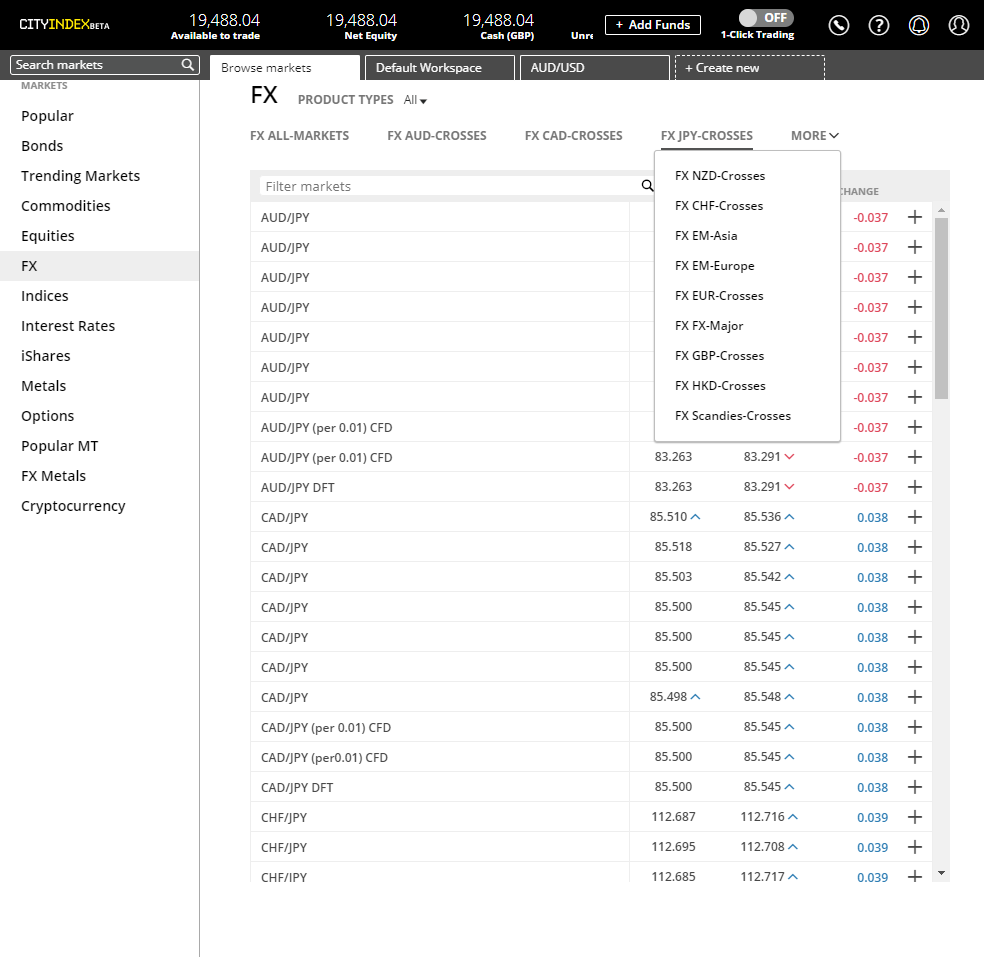 CITYINDEXBETA
19,488.04 19,488.04 19,488.04
Available to trade Net Equity Cash (GBP) Unre
+ Add Funds
OFF
1-Click Trading
Search markets
Browse markets Default Workspace AUD/USD + Create new
MARKETS
Popular
Bonds
Trending Markets
Commodities
Equities
FX
Indices
Interest Rates
iShares
Metals
Options
Popular MT
FX Metals
Cryptocurrency
FX PRODUCT TYPES All
FX ALL-MARKETS FX AUD-CROSSES FX CAD-CROSSES FX JPY-CROSSES MORE
FX NZD-Crosses
FX CHF-Crosses
FX EM-Asia
FX EM-Europe
FX EUR-Crosses
FX FX-Major
FX GBP-Crosses
FX HKD-Crosses
FX Scandies-Crosses
Filter markets CHANGE
AUD/JPY -0.037 +
AUD/JPY -0.037 +
AUD/JPY -0.037 +
AUD/JPY -0.037 +
AUD/JPY -0.037 +
AUD/JPY -0.037 +
AUD/JPY -0.037 +
AUD/JPY (per 0.01) CFD -0.037 +
AUD/JPY (per 0.01) CFD 83.263 83.291 -0.037 +
AUD/JPY DFT 83.263 83.291 -0.037 +
CAD/JPY 85.510 85.536 0.038 +
CAD/JPY 85.518 85.527 0.038 +
CAD/JPY 85.503 85.542 0.038 +
CAD/JPY 85.500 85.545 0.038 +
CAD/JPY 85.500 85.545 0.038 +
CAD/JPY 85.500 85.545 0.038 +
CAD/JPY 85.498 85.548 0.038 +
CAD/JPY (per 0.01) CFD 85.500 85.545 0.038 +
CAD/JPY (per0.01) CFD 85.500 85.545 0.038 +
CAD/JPY DFT 85.500 85.545 0.038 +
CHF/JPY 112.687 112.716 0.039 +
CHF/JPY 112.695 112.708 0.039 +
CHF/JPY 112.685 112.717 0.039 +